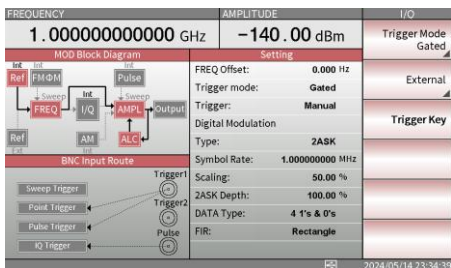 FREQUENCY AMPLITUDE I/Q
1.000000000000 GHz -140.00 dBm
MOD Block Diagram
Int Int Int
Ref FMΦM Pulse
Sweep Int Sweep
FREQ I/Q AMPL Output
Ref AM ALC
Ext Int
BNC Input Route
Trigger1
Sweep Trigger
Point Trigger Trigger2
Pulse Trigger Pulse
IQ Trigger
Setting
FREQ Offset: 0.000 Hz
Trigger mode: Gated
Trigger: Manual
Digital Modulation
Type: 2ASK
Symbol Rate: 1.000000000 MHz
Scaling: 50.00 %
2ASK Depth: 100.00 %
DATA Type: 4 1's & 0's
FIR: Rectangle
Trigger Mode
Gated
External
Trigger Key
2024/05/14 23:34:39